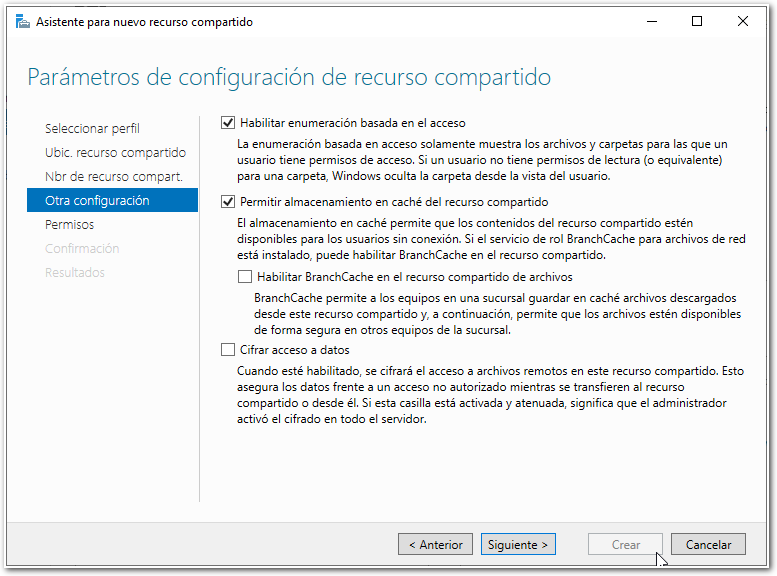 Asistente para nuevo recurso compartido
Parámetros de configuración de recurso compartido
Seleccionar perfil
Ubic. recurso compartido
Nbr de recurso compart.
Otra configuración
Permisos
Confirmación
Resultados
Habilitar enumeración basada en el acceso
La enumeración basada en acceso solamente muestra los archivos y carpetas para las que un
usuario tiene permisos de acceso. Si un usuario no tiene permisos de lectura (o equivalente)
para una carpeta, Windows oculta la carpeta desde la vista del usuario.
Permitir almacenamiento en caché del recurso compartido
El almacenamiento en caché permite que los contenidos del recurso compartido estén
disponibles para los usuarios sin conexión. Si el servicio de rol BranchCache para archivos de red
está instalado, puede habilitar BranchCache en el recurso compartido.
Habilitar BranchCache en el recurso compartido de archivos
BranchCache permite a los equipos en una sucursal guardar en caché archivos descargados
desde este recurso compartido y, a continuación, permite que los archivos estén disponibles
de forma segura en otros equipos de la sucursal.
Cifrar acceso a datos
Cuando esté habilitado, se cifrará el acceso a archivos remotos en este recurso compartido. Esto
asegura los datos frente a un acceso no autorizado mientras se transfieren al recurso
compartido o desde él. Si esta casilla está activada y atenuada, significa que el administrador
activó el cifrado en todo el servidor.
< Anterior
Siguiente >
Crear
Cancelar